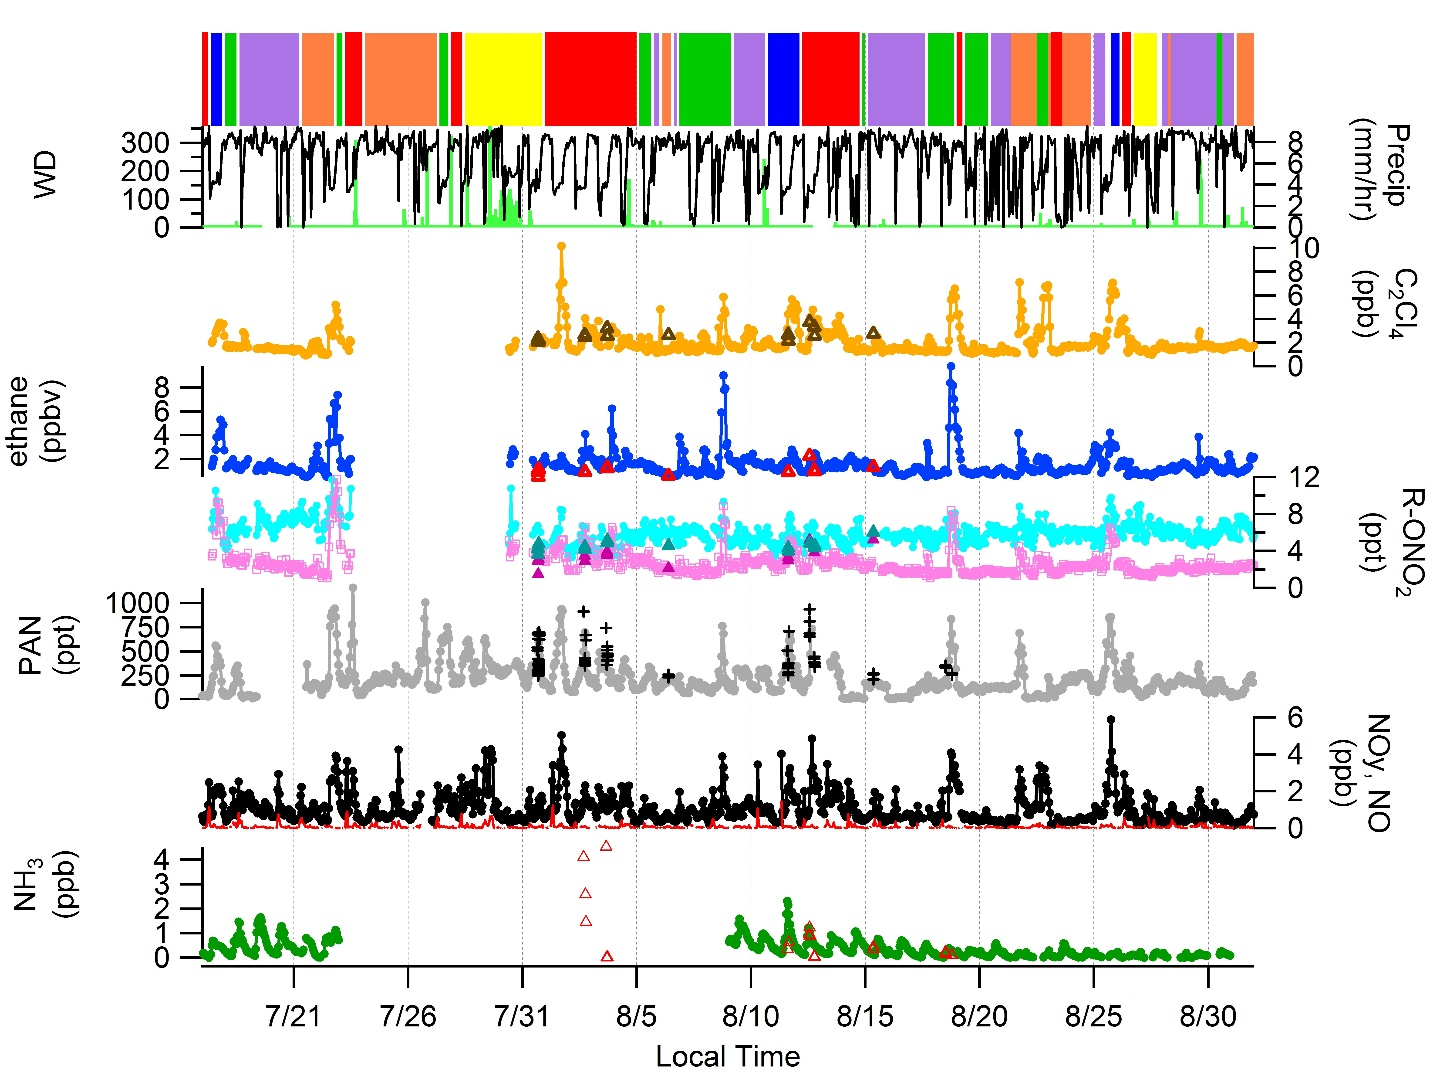 WD
300
200
100
0
8
6
4
2
0
Precip
(mm/hr)
10
8
6
4
2
0
C2Cl4
(ppb)
ethane
(ppbv)
8
6
4
2
12
8
4
0
R-ONO2
(ppt)
PAN
(ppt)
1000
750
500
250
0
6
4
2
0
NOy, NO
(ppb)
NH3
(ppb)
4
3
2
1
0
7/21 7/26 7/31 8/5 8/10 8/15 8/20 8/25 8/30
Local Time